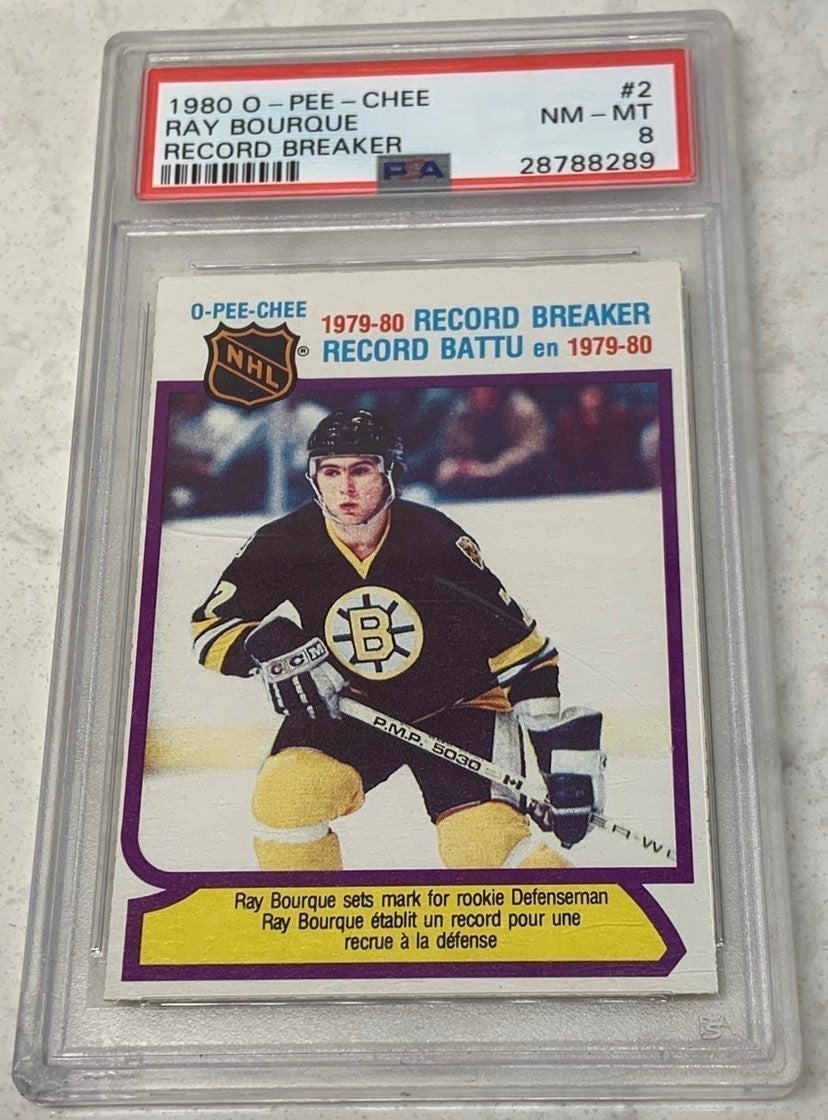 1980 O-PEE-CHEE #2
RAY BOURQUE NM-MT
RECORD BREAKER 8
PSA 28788289
O-PEE-CHEE
NHL ®
1979-80 RECORD BREAKER
RECORD BATTU en 1979-80
7
B
CCM
P.M.P. 5030
Ray Bourque sets mark for rookie Defenseman
Ray Bourque établit un record pour une
recrue à la défense